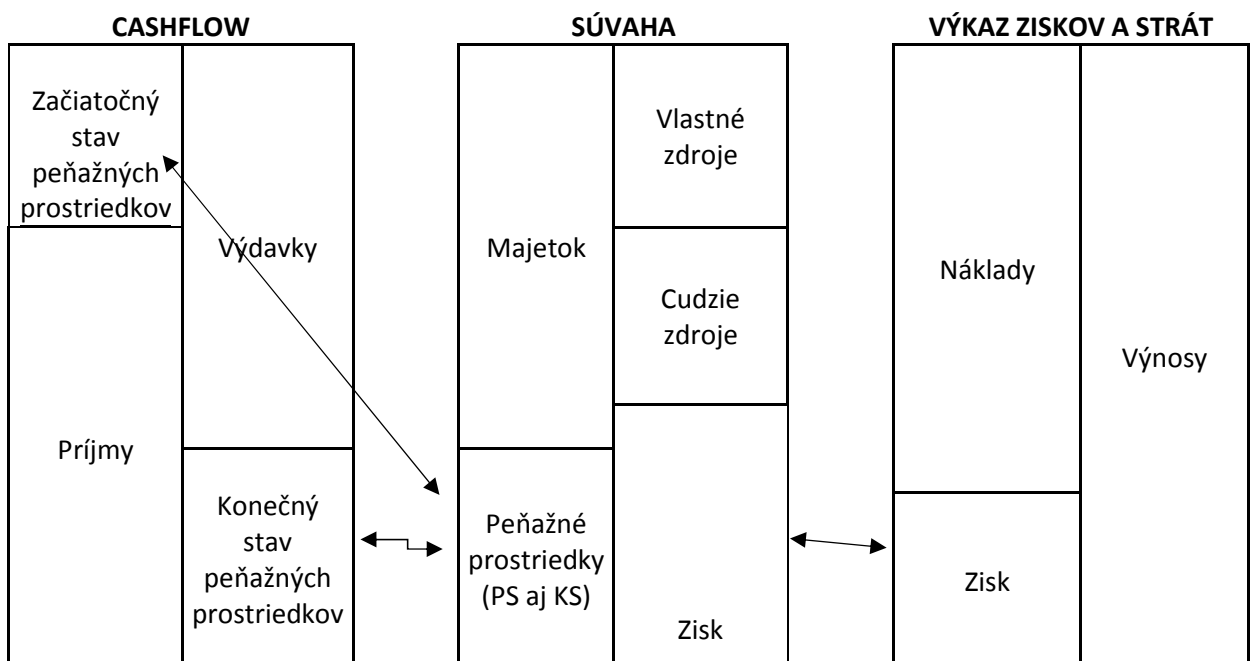 CASHFLOW
Začiatočný
stav
peňažných
prostriedkov
Výdavky
Príjmy
Konečný
stav
peňažných
prostriedkov
SÚVAHA
Majetok
Vlastné
zdroje
Cudzie
zdroje
Peňažné
prostriedky
(PS aj KS)
Zisk
VÝKAZ ZISKOV A STRÁT
Náklady
Výnosy
Zisk